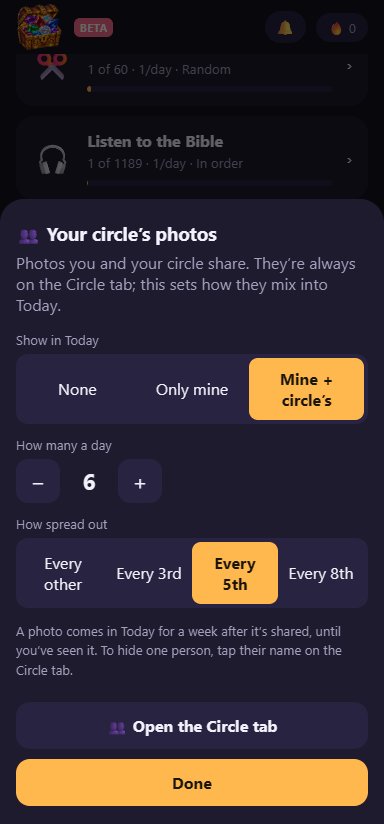 BETA
0
1 of 60 · 1/day · Random
Listen to the Bible
1 of 1189 · 1/day · In order
Your circle's photos
Photos you and your circle share. They're always
on the Circle tab; this sets how they mix into
Today.
Show in Today
None
Only mine
Mine +
circle's
How many a day
− 6 +
How spread out
Every
other
Every 3rd
Every
5th
Every 8th
A photo comes in Today for a week after it's shared, until
you've seen it. To hide one person, tap their name on the
Circle tab.
Open the Circle tab
Done